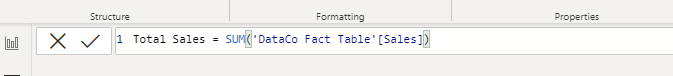 Structure
Formatting
Properties
1 Total Sales = SUM('DataCo Fact Table'[Sales])